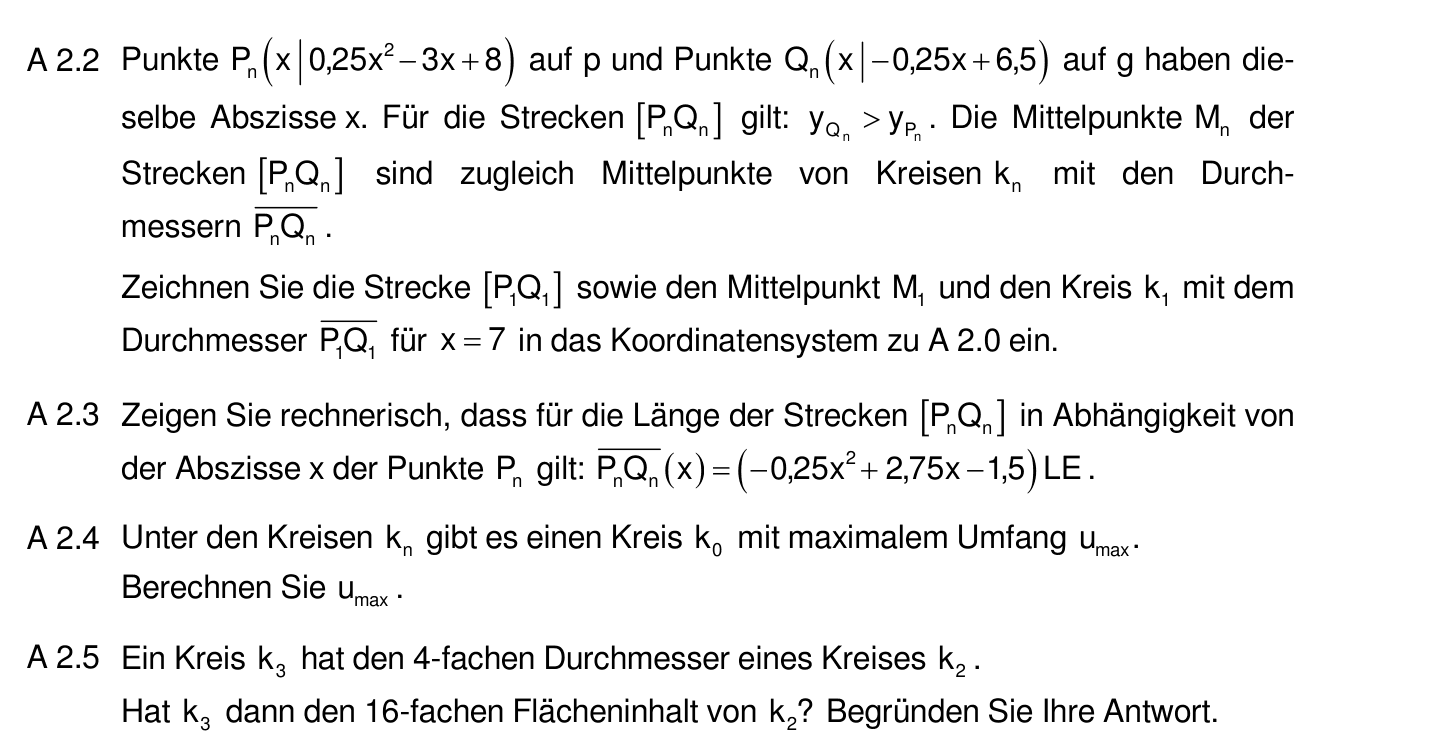 A 2.2 Punkte Pₙ(x|0,25x²−3x+8) auf p und Punkte Qₙ(x|−0,25x+6,5) auf g haben die-
selbe Abszisse x. Für die Strecken [PₙQₙ] gilt: y_Qₙ > y_Pₙ. Die Mittelpunkte Mₙ der
Strecken [PₙQₙ] sind zugleich Mittelpunkte von Kreisen kₙ mit den Durch-
messern P̅ₙ̅Q̅ₙ̅.
Zeichnen Sie die Strecke [P₁Q₁] sowie den Mittelpunkt M₁ und den Kreis k₁ mit dem
Durchmesser P̅₁̅Q̅₁̅ für x = 7 in das Koordinatensystem zu A 2.0 ein.
A 2.3 Zeigen Sie rechnerisch, dass für die Länge der Strecken [PₙQₙ] in Abhängigkeit von
der Abszisse x der Punkte Pₙ gilt: P̅ₙ̅Q̅ₙ̅(x)=(−0,25x²+2,75x−1,5) LE.
A 2.4 Unter den Kreisen kₙ gibt es einen Kreis k₀ mit maximalem Umfang u_max.
Berechnen Sie u_max.
A 2.5 Ein Kreis k₃ hat den 4-fachen Durchmesser eines Kreises k₂.
Hat k₃ dann den 16-fachen Flächeninhalt von k₂? Begründen Sie Ihre Antwort.